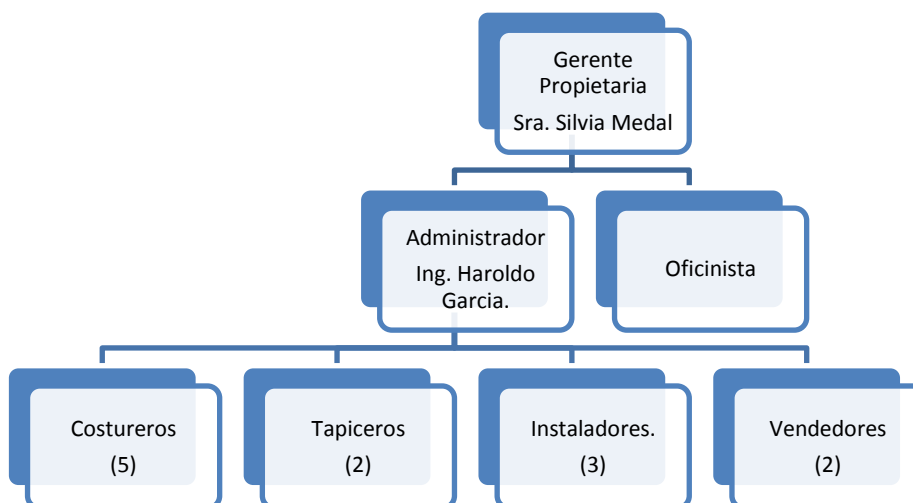 Gerente
Propietaria
Sra. Silvia Medal
Administrador
Ing. Haroldo
Garcia.
Oficinista
Costureros
(5)
Tapiceros
(2)
Instaladores.
(3)
Vendedores
(2)